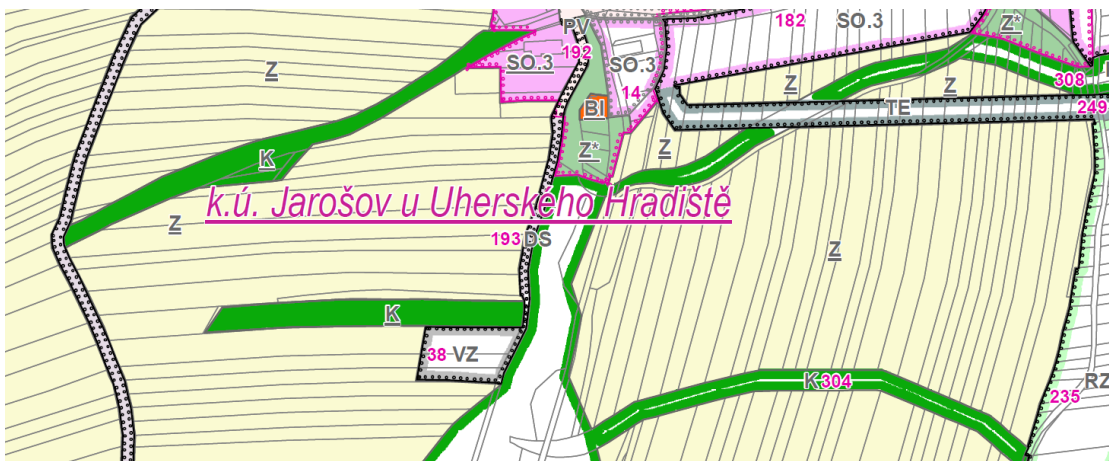 182
SO.3
Z*
PV
192
SO.3
SO.3
Z
Z
Z
308
14
BI
TE
249
Z
Z*
K
k.ú. Jarošov u Uherského Hradiště
Z
193 DS
Z
K
38 VZ
K 304
RZ
235